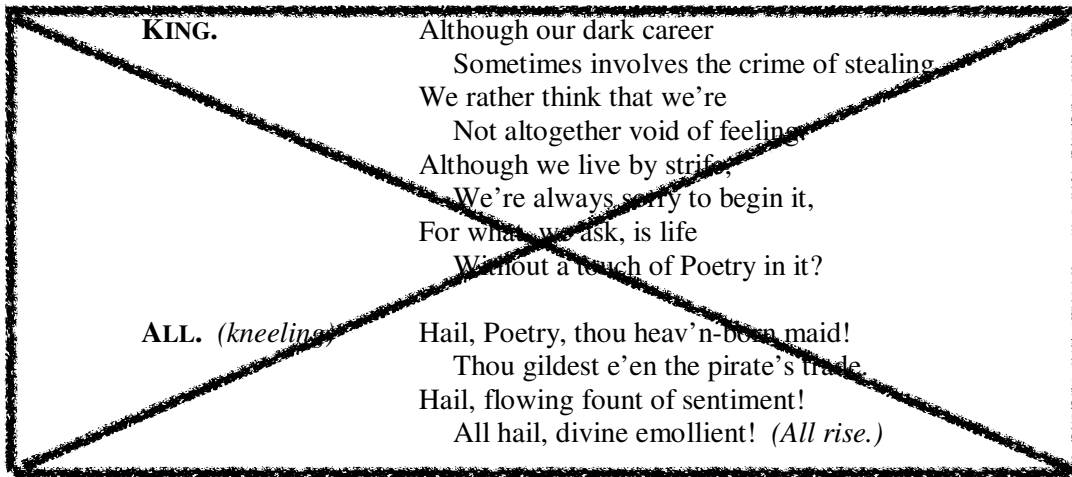 KING. Although our dark career
Sometimes involves the crime of stealing,
We rather think that we're
Not altogether void of feeling.
Although we live by strife,
We're always sorry to begin it,
For what, we ask, is life
Without a touch of Poetry in it?
ALL. (kneeling) Hail, Poetry, thou heav'n-born maid!
Thou gildest e'en the pirate's trade.
Hail, flowing fount of sentiment!
All hail, divine emollient! (All rise.)